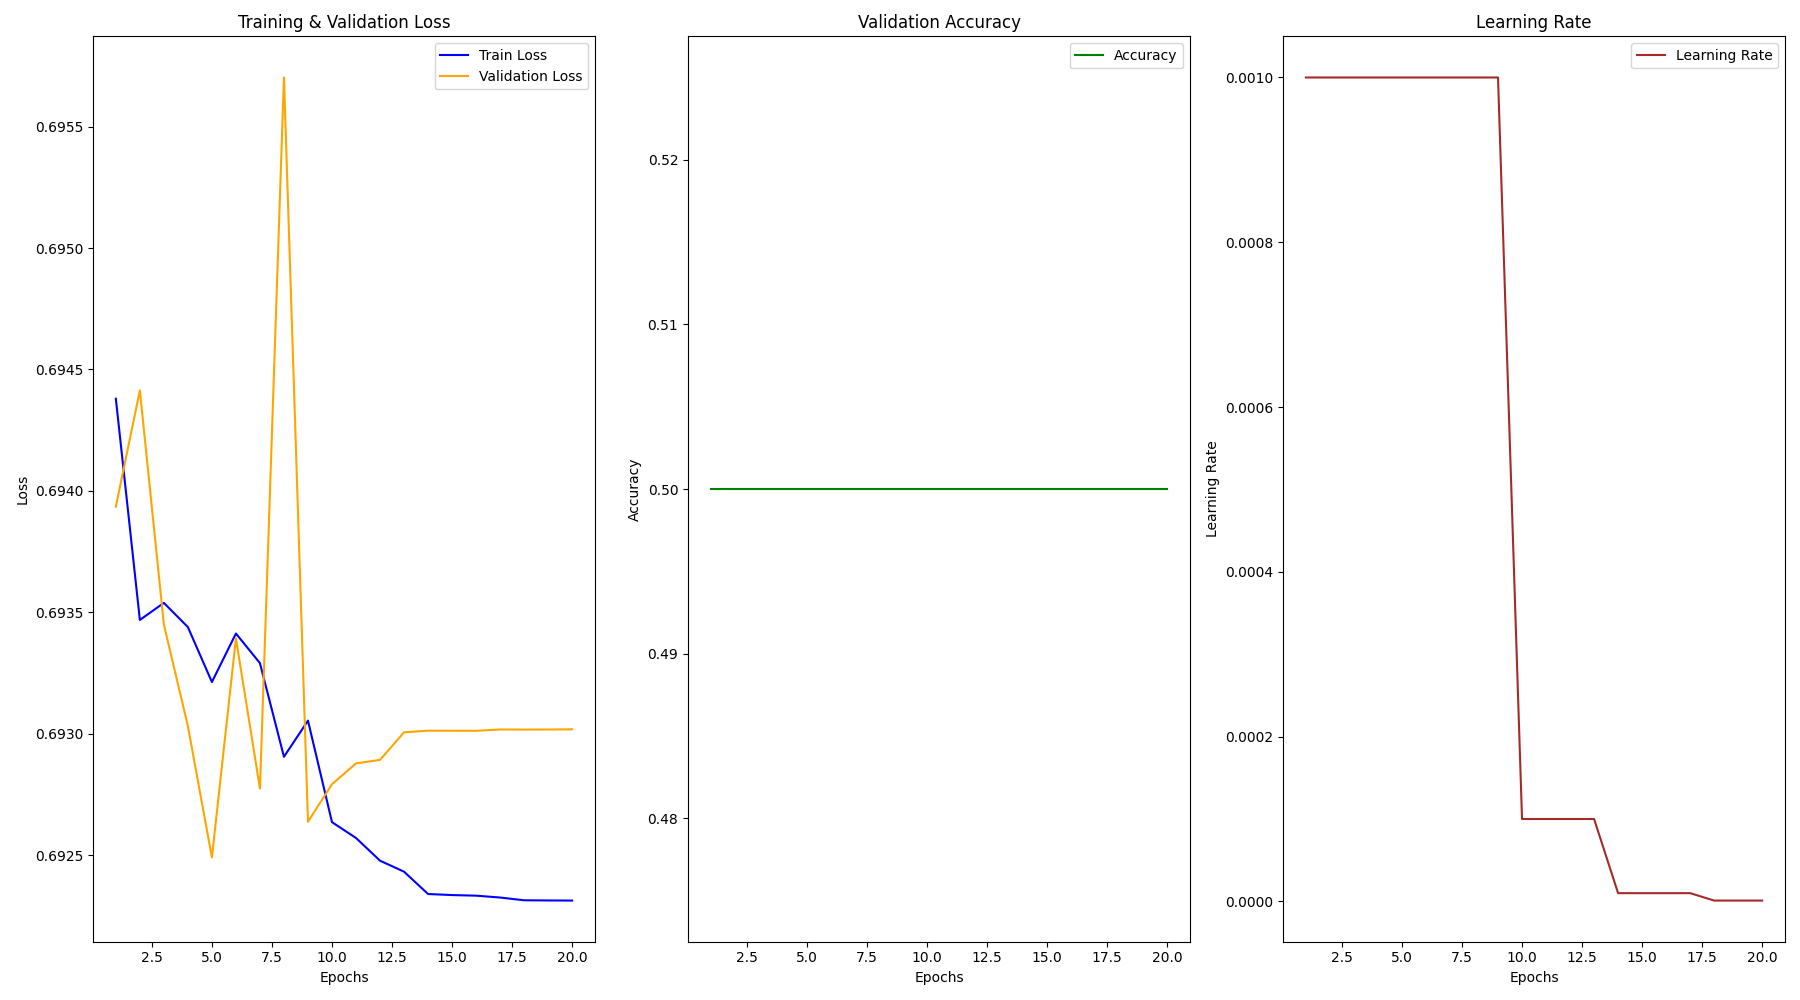 Training & Validation Loss
Train Loss
Validation Loss
0.6955
0.6950
0.6945
0.6940
0.6935
0.6930
0.6925
Loss
2.5 5.0 7.5 10.0 12.5 15.0 17.5 20.0
Epochs
Validation Accuracy
Accuracy
0.52
0.51
0.50
0.49
0.48
Accuracy
2.5 5.0 7.5 10.0 12.5 15.0 17.5 20.0
Epochs
Learning Rate
Learning Rate
0.0010
0.0008
0.0006
0.0004
0.0002
0.0000
Learning Rate
2.5 5.0 7.5 10.0 12.5 15.0 17.5 20.0
Epochs